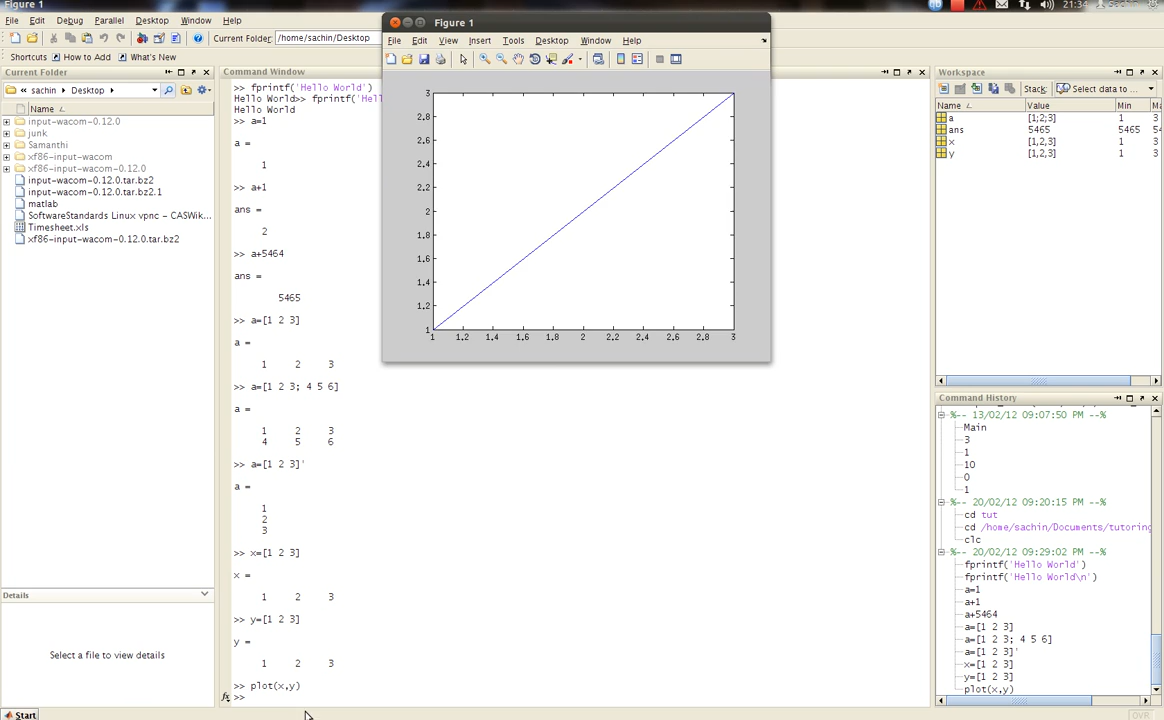 Figure 1
21:34
File Edit Debug Parallel Desktop Window Help
Current Folder: /home/sachin/Desktop
Shortcuts How to Add What's New
Current Folder
« sachin ▸ Desktop ▸
Name
input-wacom-0.12.0
junk
Samanthi
xf86-input-wacom
xf86-input-wacom-0.12.0
input-wacom-0.12.0.tar.bz2
input-wacom-0.12.0.tar.bz2.1
matlab
SoftwareStandards Linux vpnc - CASWik...
Timesheet.xls
xf86-input-wacom-0.12.0.tar.bz2
Details
Select a file to view details
Start
Command Window
>> fprintf('Hello World')
Hello World>> fprintf('Hell
Hello World
>> a=1
a =
1
>> a+1
ans =
2
>> a+5464
ans =
5465
>> a=[1 2 3]
a =
1 2 3
>> a=[1 2 3; 4 5 6]
a =
1 2 3
4 5 6
>> a=[1 2 3]'
a =
1
2
3
>> x=[1 2 3]
x =
1 2 3
>> y=[1 2 3]
y =
1 2 3
>> plot(x,y)
fx >>
Figure 1
File Edit View Insert Tools Desktop Window Help
3
2.8
2.6
2.4
2.2
2
1.8
1.6
1.4
1.2
1
1 1.2 1.4 1.6 1.8 2 2.2 2.4 2.6 2.8 3
Workspace
Stack: Select data to ...
Name Value Min
a [1;2;3] 1 3
ans 5465 5465 5465
x [1,2,3] 1 3
y [1,2,3] 1 3
Command History
%-- 13/02/12 09:07:50 PM --%
Main
3
1
10
0
1
%-- 20/02/12 09:20:15 PM --%
cd tut
cd /home/sachin/Documents/tutoring
clc
%-- 20/02/12 09:29:02 PM --%
fprintf('Hello World')
fprintf('Hello World\n')
a=1
a+1
a+5464
a=[1 2 3]
a=[1 2 3; 4 5 6]
a=[1 2 3]'
x=[1 2 3]
y=[1 2 3]
plot(x,y)
OVR